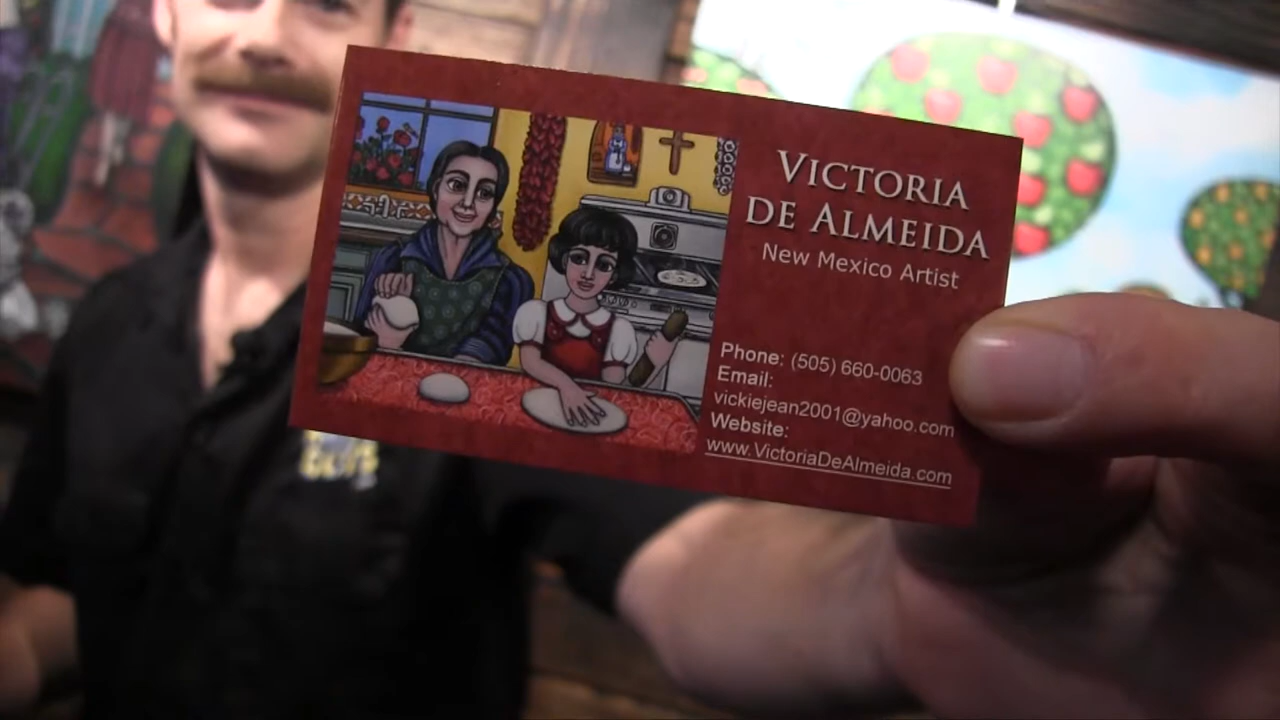 VICTORIA
DE ALMEIDA
New Mexico Artist
Phone: (505) 660-0063
Email:
vickiejean2001@yahoo.com
Website:
www.VictoriaDeAlmeida.com